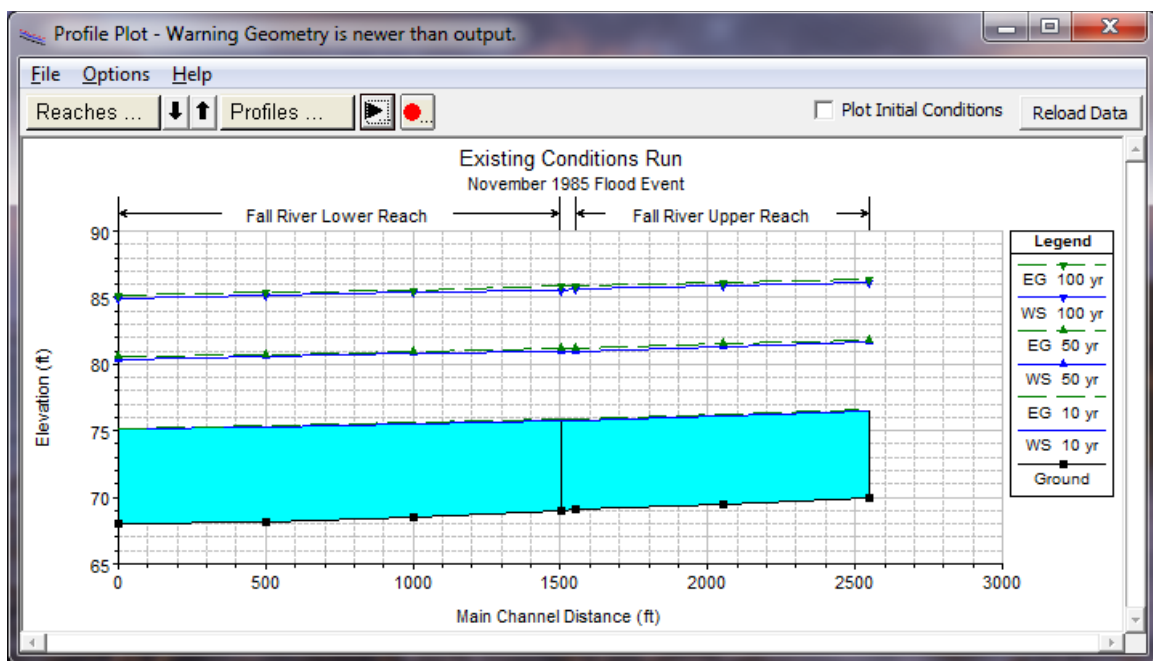 Profile Plot - Warning Geometry is newer than output.
File Options Help
Reaches ... Profiles ... ... Plot Initial Conditions Reload Data
Existing Conditions Run
November 1985 Flood Event
Fall River Lower Reach Fall River Upper Reach
90
85
80
75
70
65
Elevation (ft)
0 500 1000 1500 2000 2500 3000
Main Channel Distance (ft)
Legend
EG 100 yr
WS 100 yr
EG 50 yr
WS 50 yr
EG 10 yr
WS 10 yr
Ground